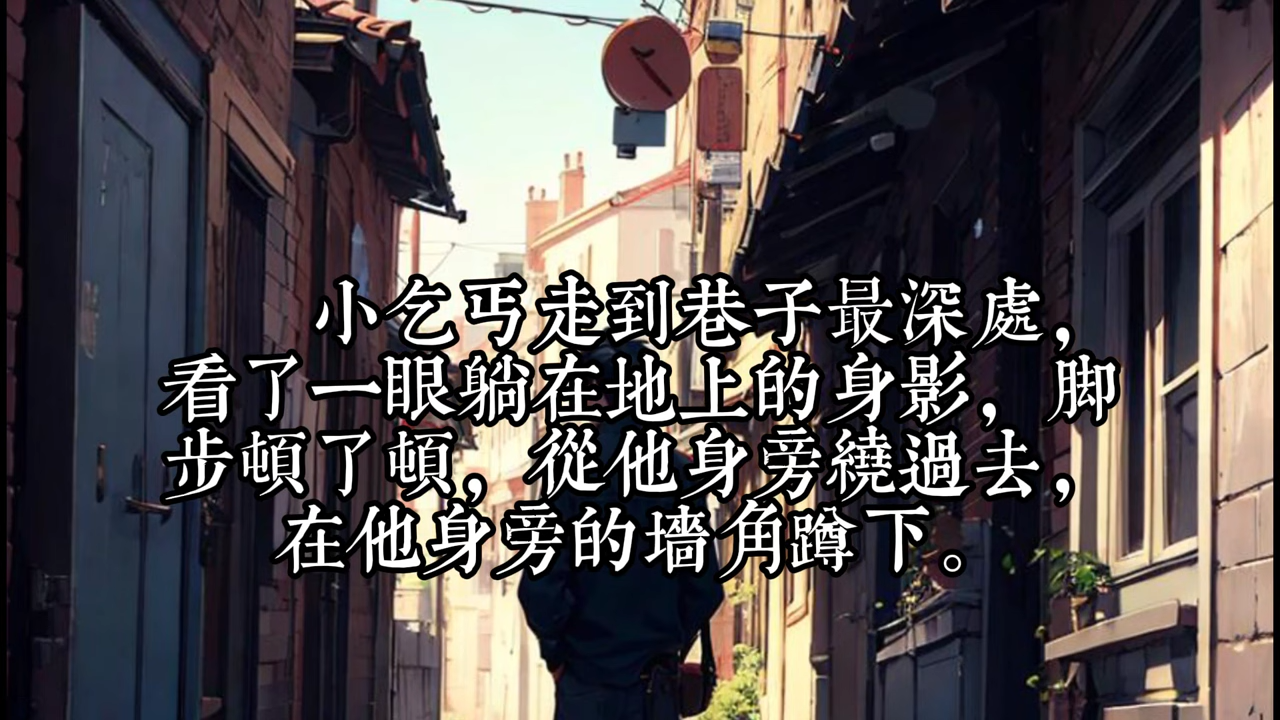 小乞丐走到巷子最深處，
看了一眼躺在地上的身影，脚
步頓了頓，從他身旁繞過去，
在他身旁的墻角蹲下。